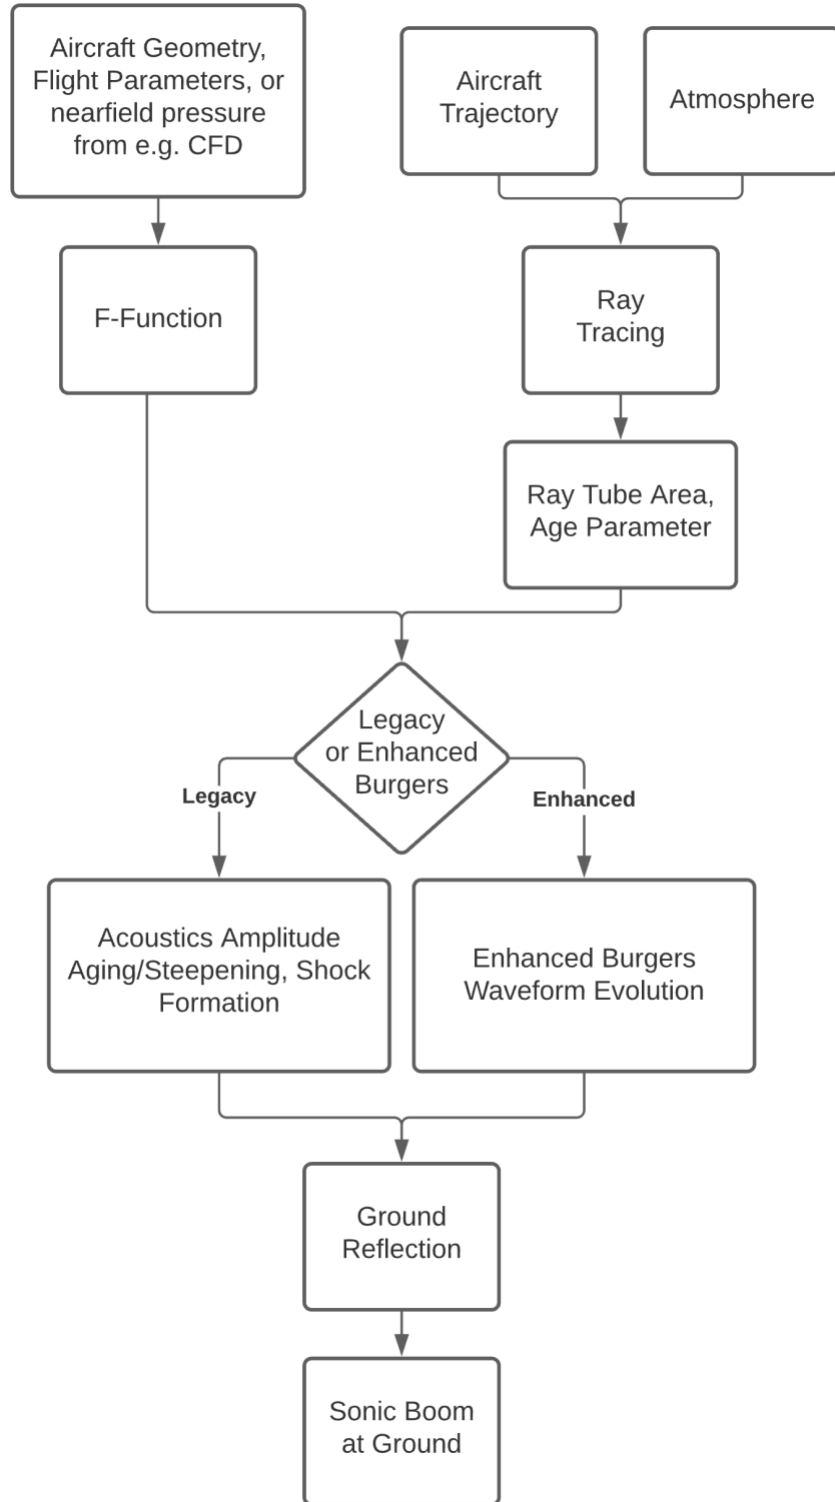 Aircraft Geometry,
Flight Parameters, or
nearfield pressure
from e.g. CFD
Aircraft
Trajectory
Atmosphere
F-Function
Ray
Tracing
Ray Tube Area,
Age Parameter
Legacy
or Enhanced
Burgers
Legacy
Enhanced
Acoustics Amplitude
Aging/Steepening, Shock
Formation
Enhanced Burgers
Waveform Evolution
Ground
Reflection
Sonic Boom
at Ground